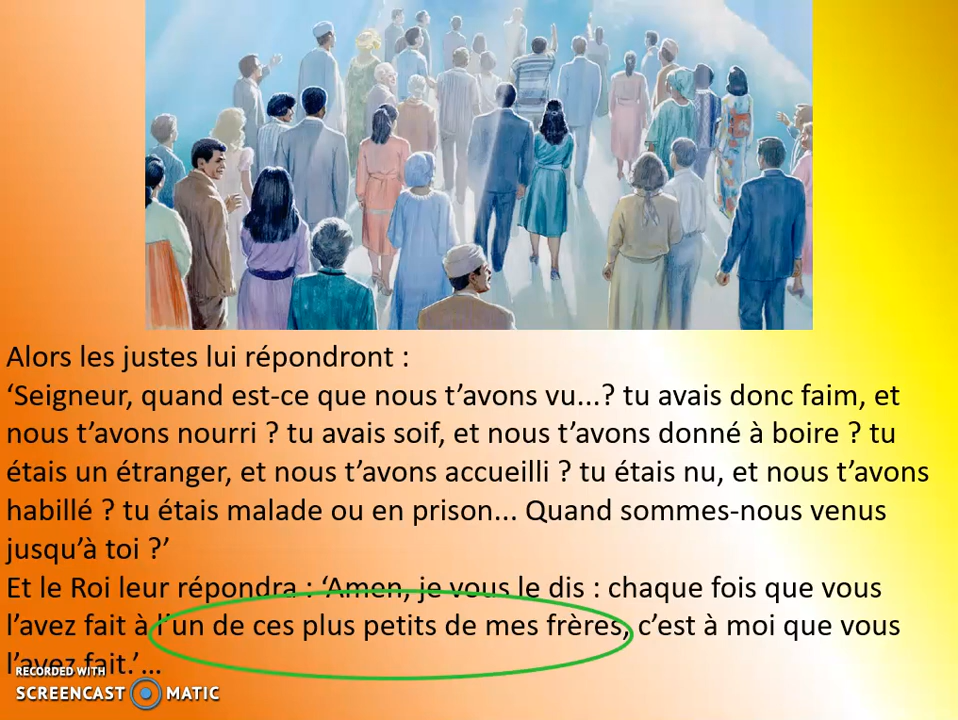 Alors les justes lui répondront :
‘Seigneur, quand est-ce que nous t’avons vu...? tu avais donc faim, et
nous t’avons nourri ? tu avais soif, et nous t’avons donné à boire ? tu
étais un étranger, et nous t’avons accueilli ? tu étais nu, et nous t’avons
habillé ? tu étais malade ou en prison... Quand sommes-nous venus
jusqu’à toi ?’
Et le Roi leur répondra : ‘Amen, je vous le dis : chaque fois que vous
l’avez fait à l’un de ces plus petits de mes frères, c’est à moi que vous
l’avez fait.’...
RECORDED WITH
SCREENCAST MATIC